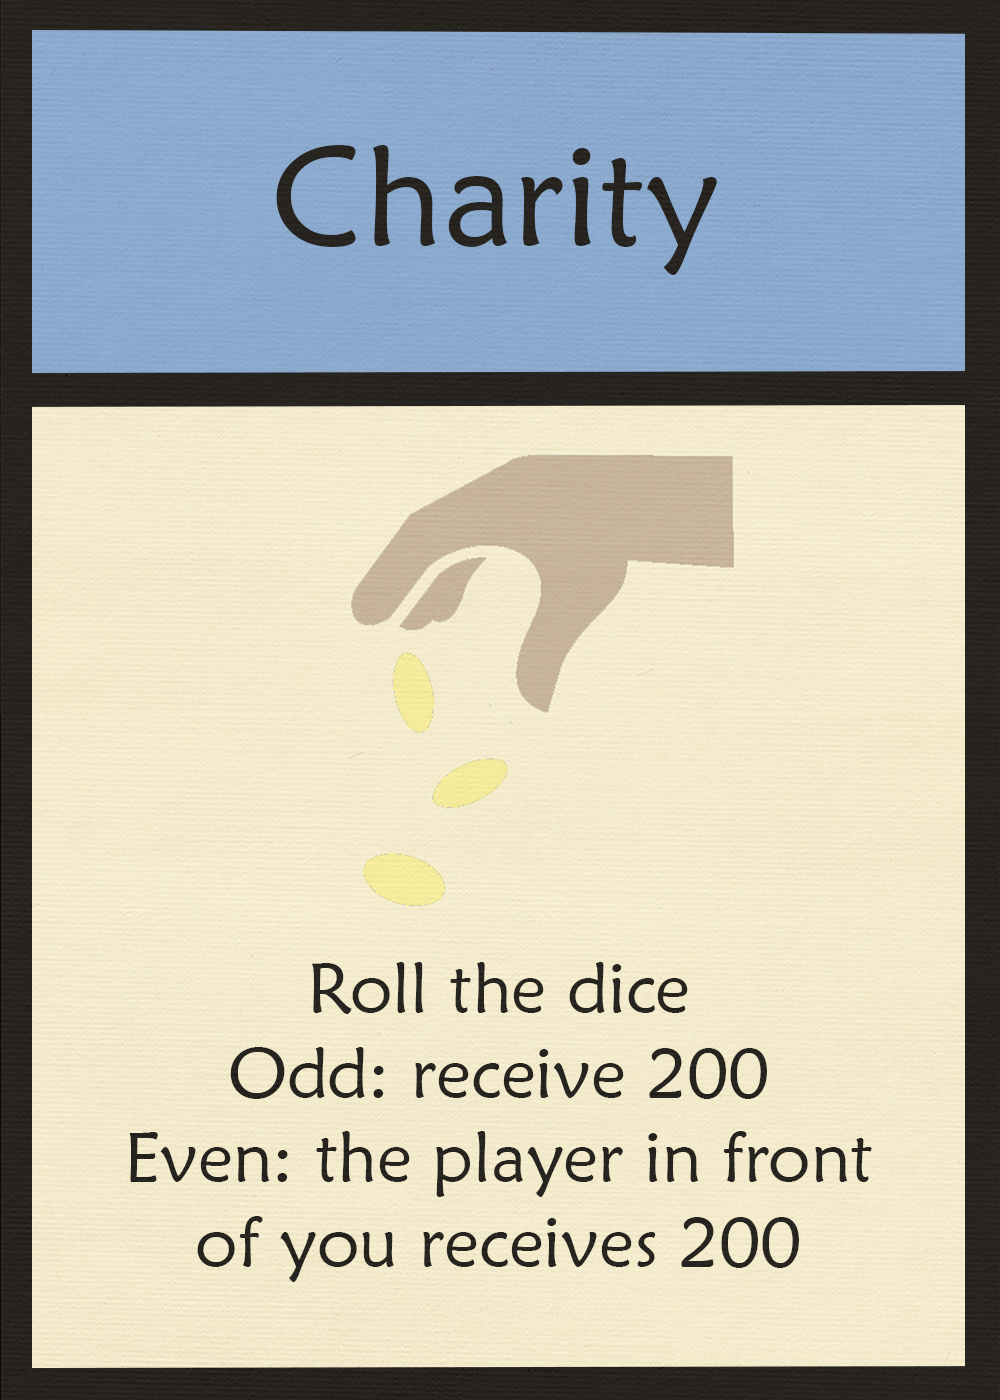 Charity
Roll the dice
Odd: receive 200
Even: the player in front
of you receives 200